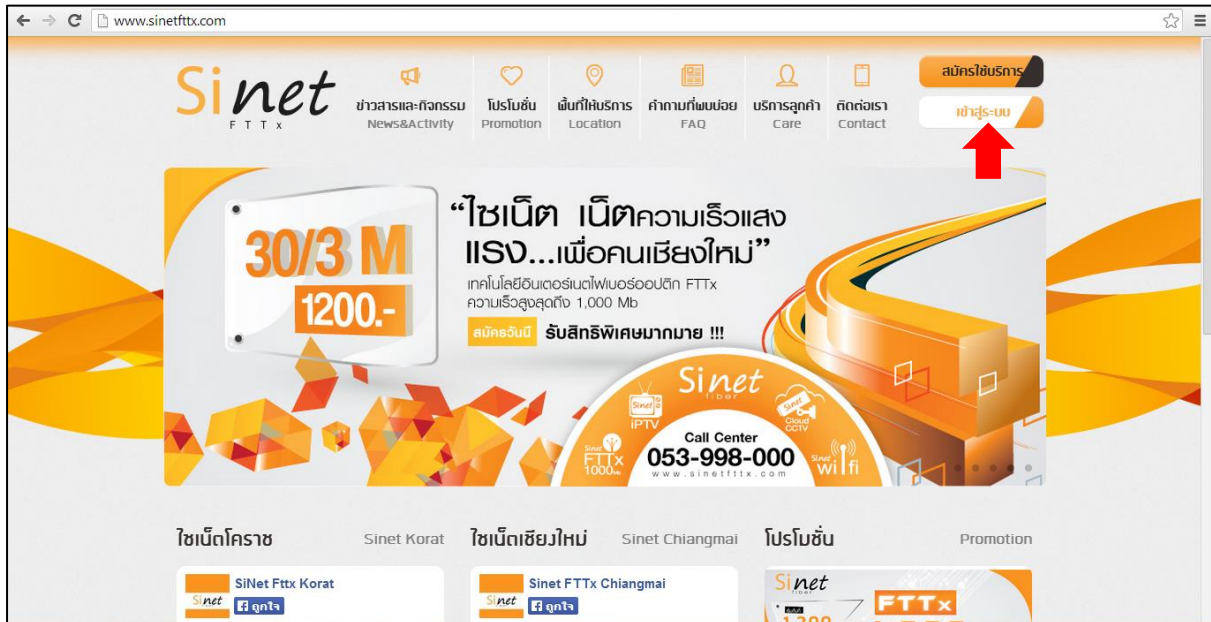 www.sinetfttx.com
Sinet
FTTx
ข่าวสารและกิจกรรม
News&Activity
โปรโมชั่น
Promotion
พื้นที่ให้บริการ
Location
คำถามที่พบบ่อย
FAQ
บริการลูกค้า
Care
ติดต่อเรา
Contact
สมัครใช้บริการ
เข้าสู่ระบบ
30/3 M
1200.-
“ไซเน็ต เน็ตความเร็วแสง
แรง...เพื่อคนเชียงใหม่”
เทคโนโลยีอินเตอร์เนตไฟเบอร์ออปติก FTTx
ความเร็วสูงสุดถึง 1,000 Mb
สมัครวันนี้ รับสิทธิพิเศษมากมาย !!!
Sinet
fiber
Sinet
IPTV
Sinet
Cloud
CCTV
Sinet
FTTx
1000
Call Center
053-998-000
www.sinetfttx.com
Sinet
wifi
ไซเน็ตโคราช
Sinet Korat
ไซเน็ตเชียงใหม่
Sinet Chiangmai
โปรโมชั่น
Promotion
SiNet Fttx Korat
Sinet
ถูกใจ
Sinet FTTx Chiangmai
Sinet
ถูกใจ
Sinet
fiber
FTTx